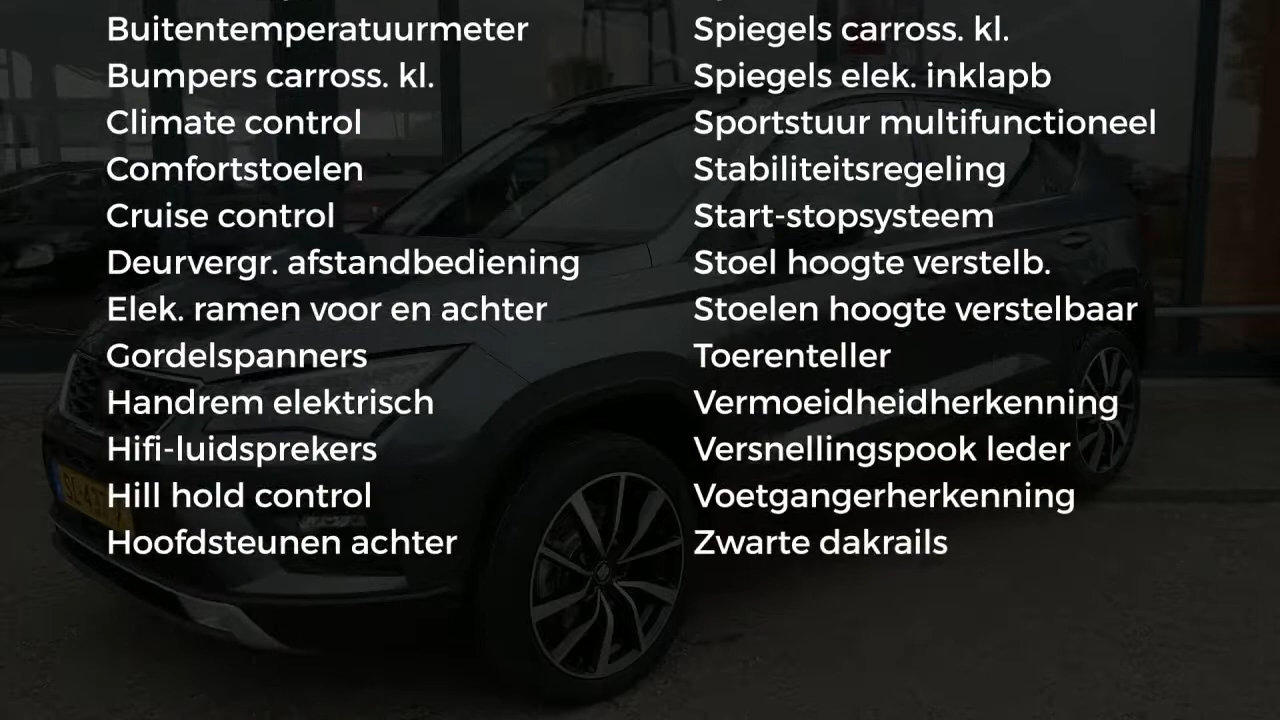 Buitentemperatuurmeter
Bumpers carross. kl.
Climate control
Comfortstoelen
Cruise control
Deurvergr. afstandbediening
Elek. ramen voor en achter
Gordelspanners
Handrem elektrisch
Hifi-luidsprekers
Hill hold control
Hoofdsteunen achter
Spiegels carross. kl.
Spiegels elek. inklapb
Sportstuur multifunctioneel
Stabiliteitsregeling
Start-stopsysteem
Stoel hoogte verstelb.
Stoelen hoogte verstelbaar
Toerenteller
Vermoeidheidherkenning
Versnellingspook leder
Voetgangerherkenning
Zwarte dakrails